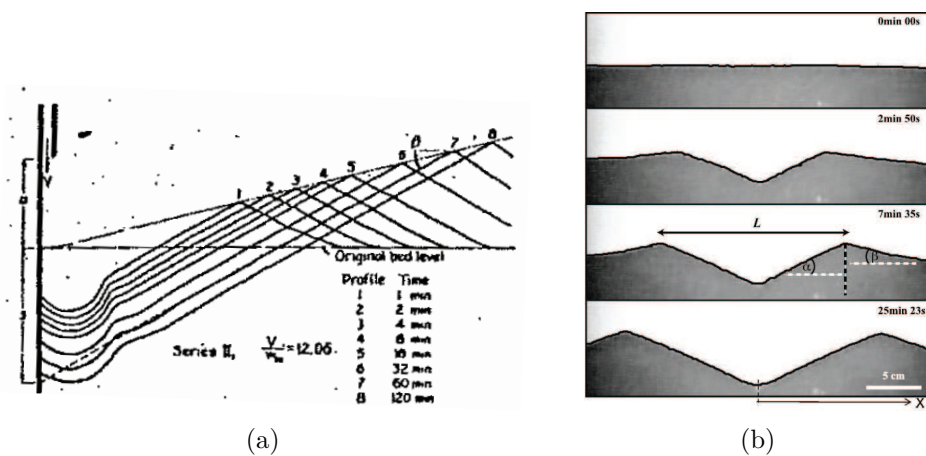 1
2
3
4
5
6
7
8
β
V
Original bed level
Profile Time
1 1 min
2 2 min
3 4 min
4 8 min
5 16 min
6 32 min
7 60 min
8 120 min
Series II,
=12.06.
(a)
0min 00s
2min 50s
7min 35s
L
α
β
25min 23s
5 cm
X
(b)